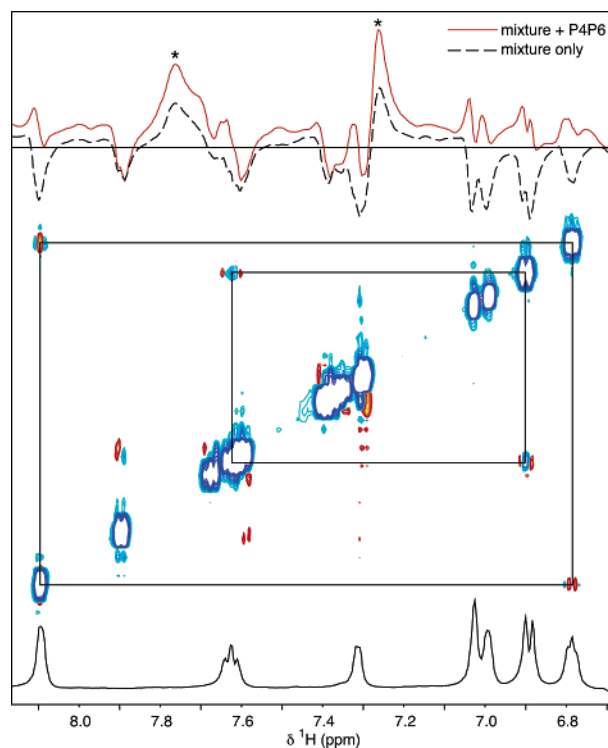 mixture + P4P6
mixture only
* *
8.0 7.8 7.6 7.4 7.2 7.0 6.8
δ ¹H (ppm)